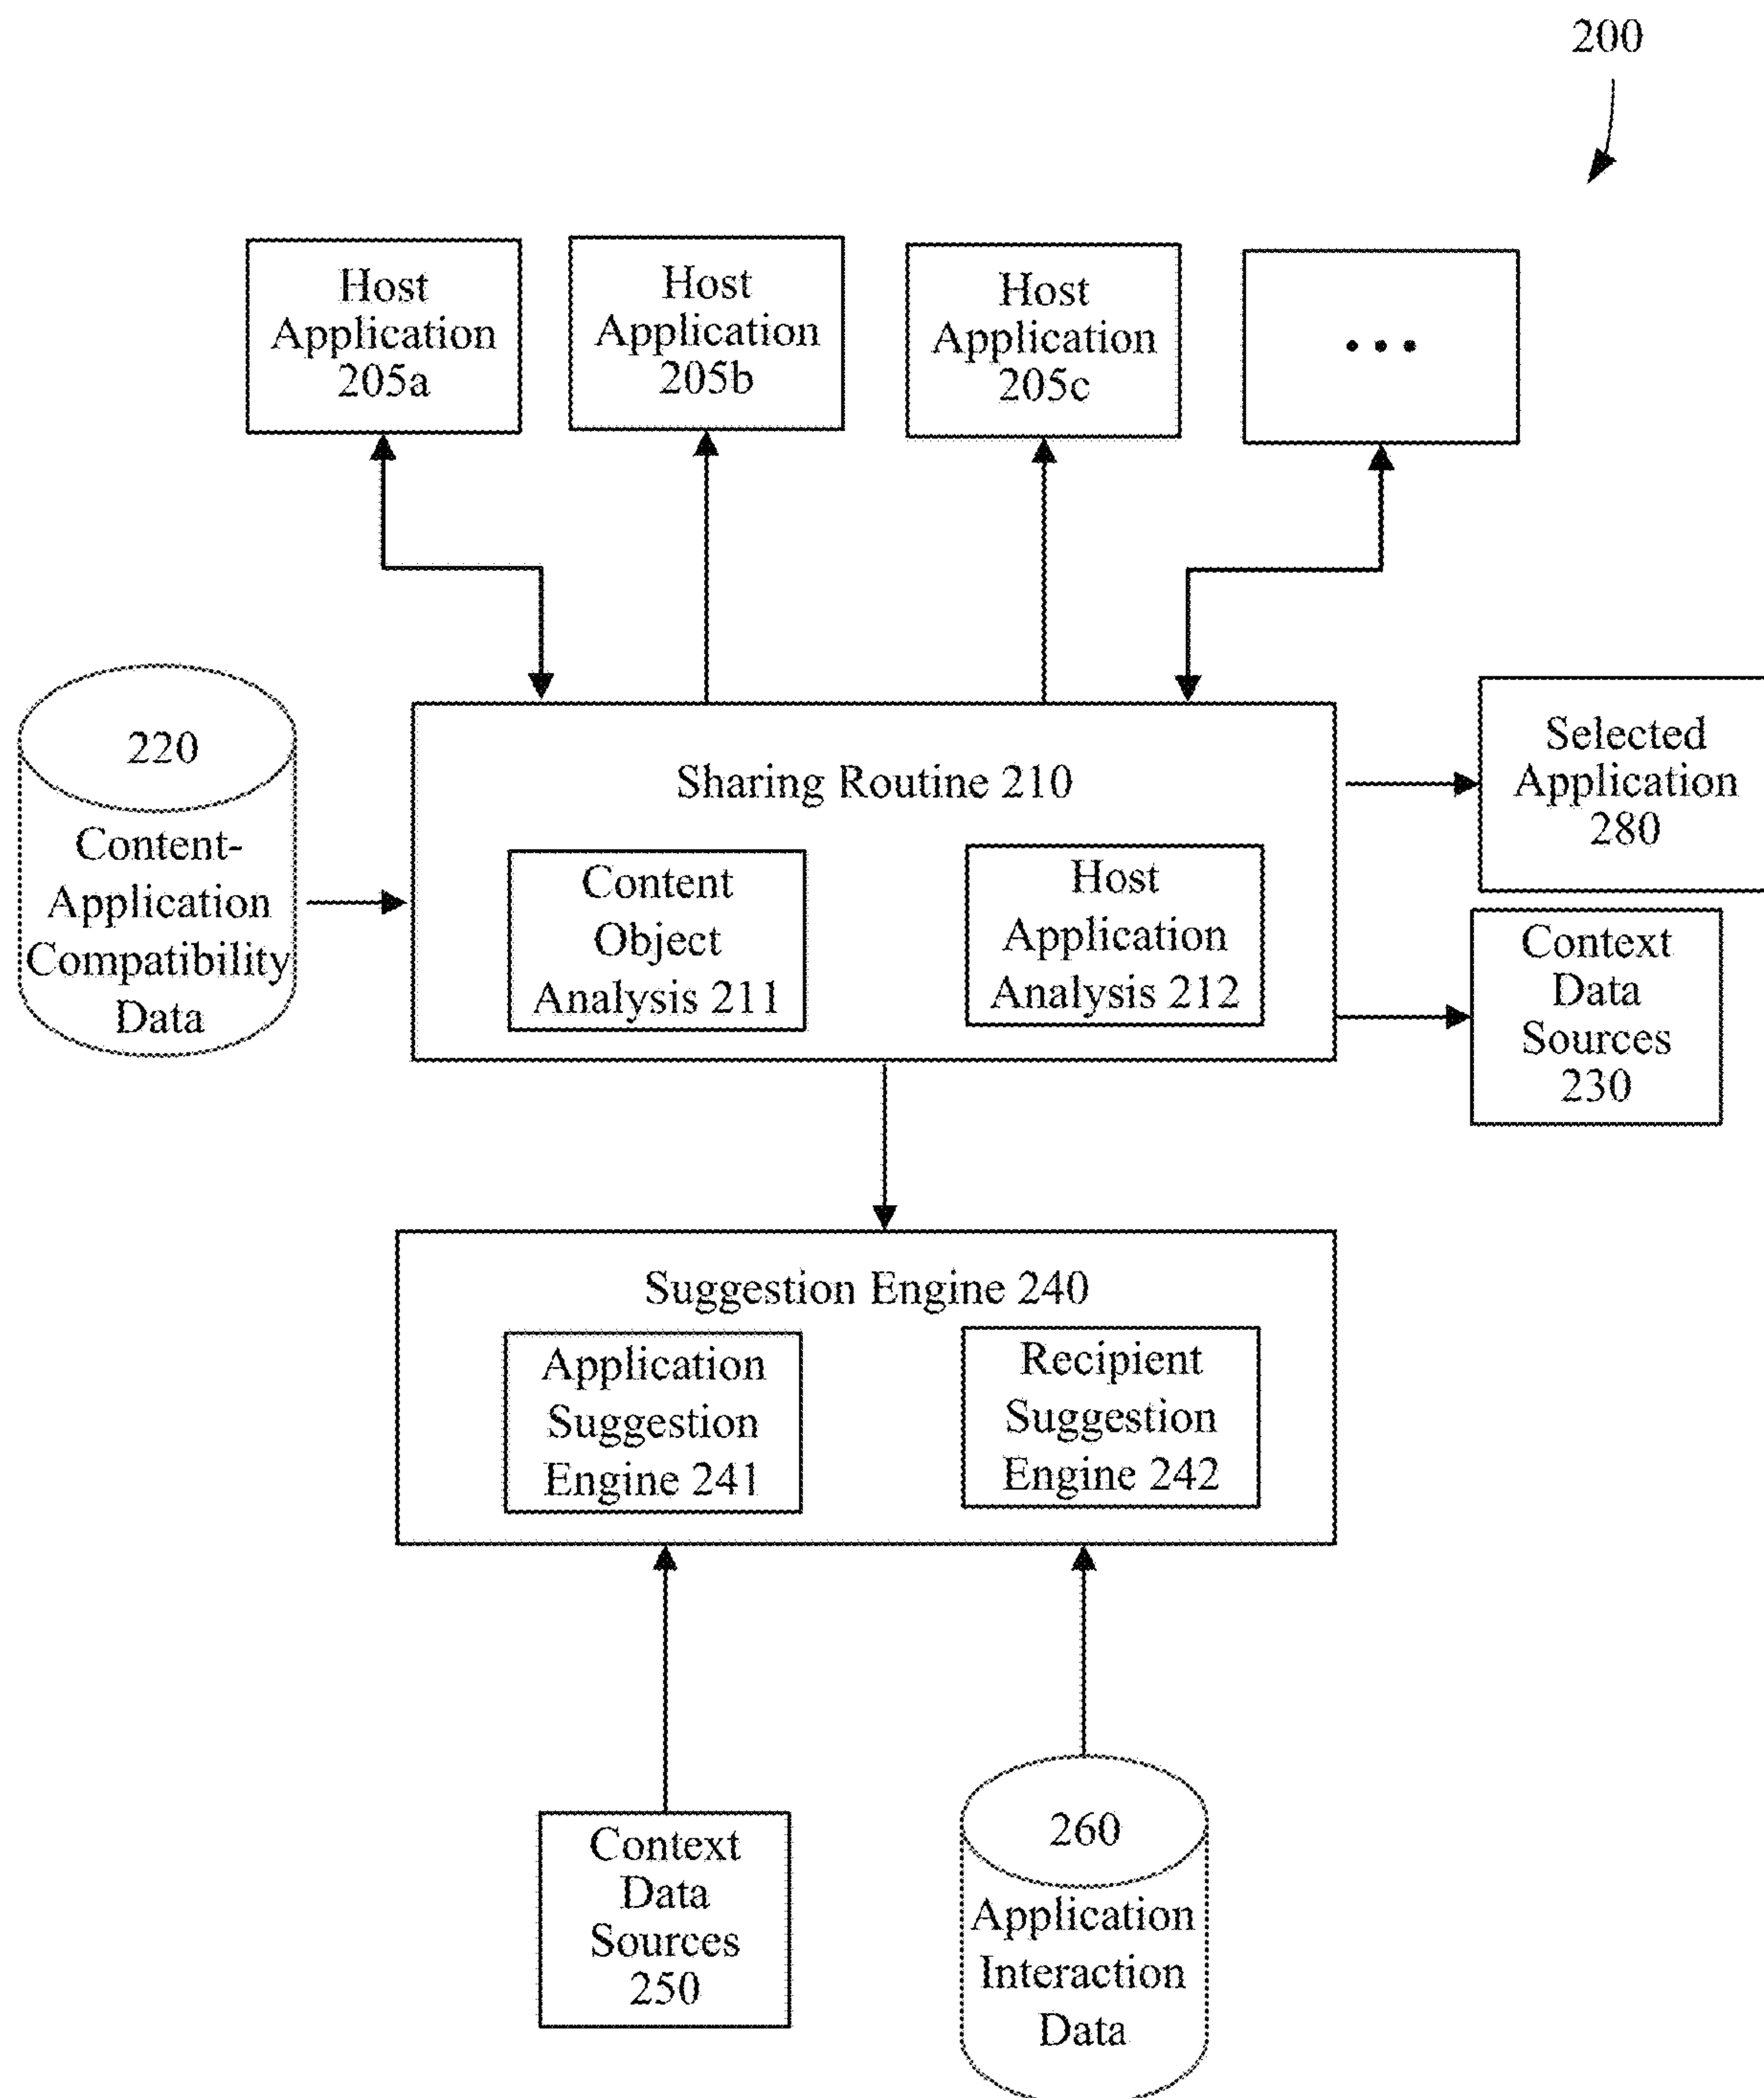 200
Host
Application
205a
Host
Application
205b
Host
Application
205c
•••
220
Content-
Application
Compatibility
Data
Sharing Routine 210
Content
Object
Analysis 211
Host
Application
Analysis 212
Selected
Application
280
Context
Data
Sources
230
Suggestion Engine 240
Application
Suggestion
Engine 241
Recipient
Suggestion
Engine 242
Context
Data
Sources
250
260
Application
Interaction
Data